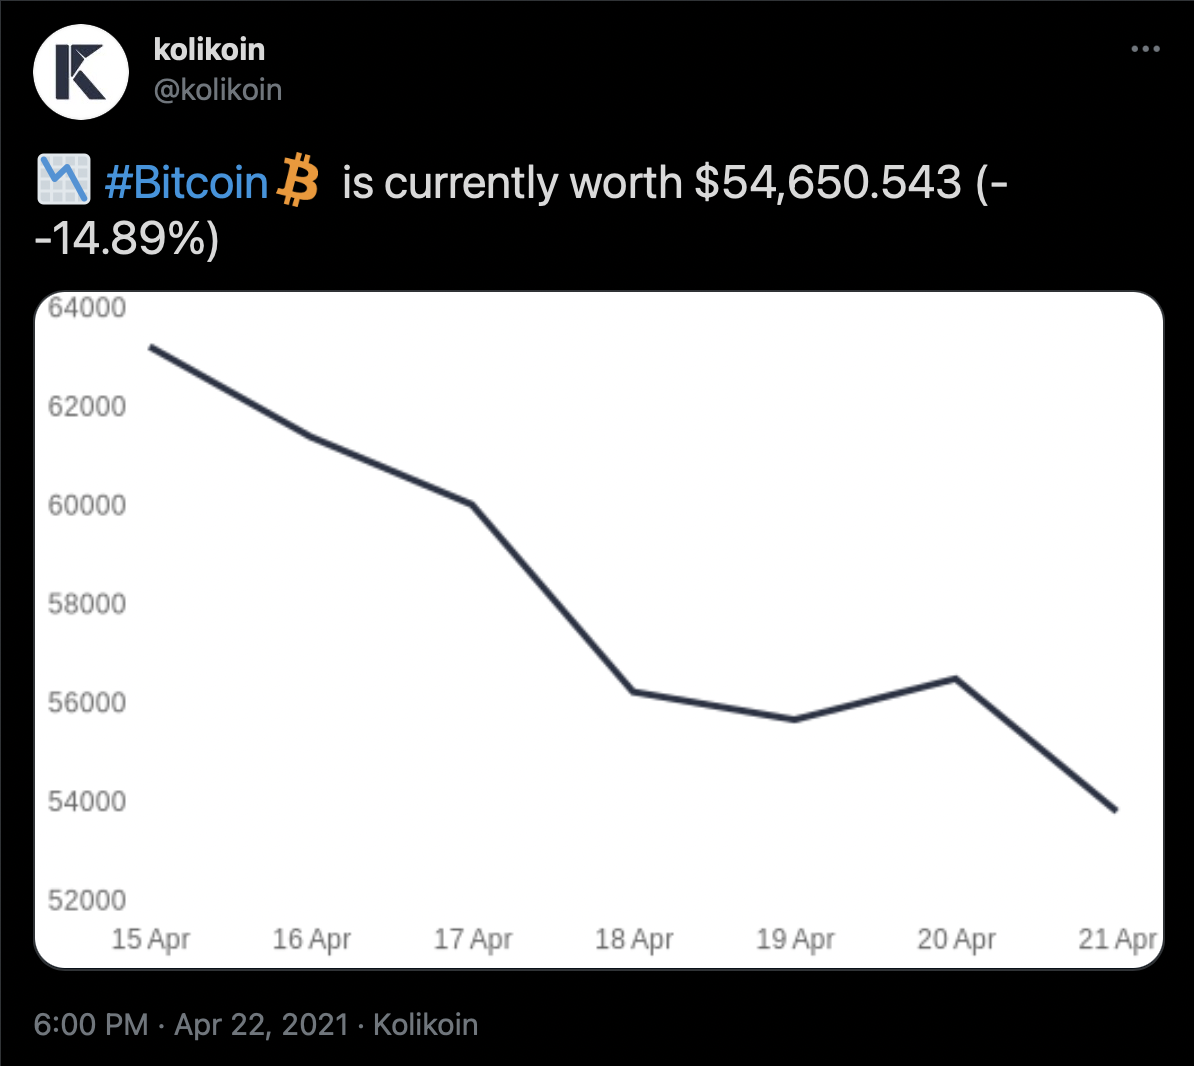 kolikoin
@kolikoin
#Bitcoin is currently worth $54,650.543 (-
-14.89%)
64000
62000
60000
58000
56000
54000
52000
15 Apr 16 Apr 17 Apr 18 Apr 19 Apr 20 Apr 21 Apr
6:00 PM · Apr 22, 2021 · Kolikoin